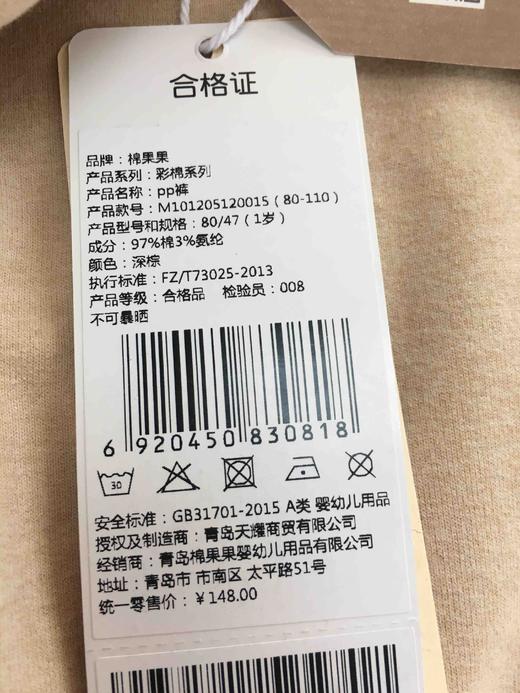 合格证
品牌：棉果果
产品系列：彩棉系列
产品名称：pp裤
产品款号：M101205120015（80-110）
产品型号和规格：80/47（1岁）
成分：97%棉3%氨纶
颜色：深棕
执行标准：FZ/T73025-2013
产品等级：合格品 检验员：008
不可曝晒
6 920450 830818
30
安全标准：GB31701-2015 A类 婴幼儿用品
授权及制造商：青岛天耀商贸有限公司
经销商：青岛棉果果婴幼儿用品有限公司
地址：青岛市 市南区 太平路51号
统一零售价：￥148.00